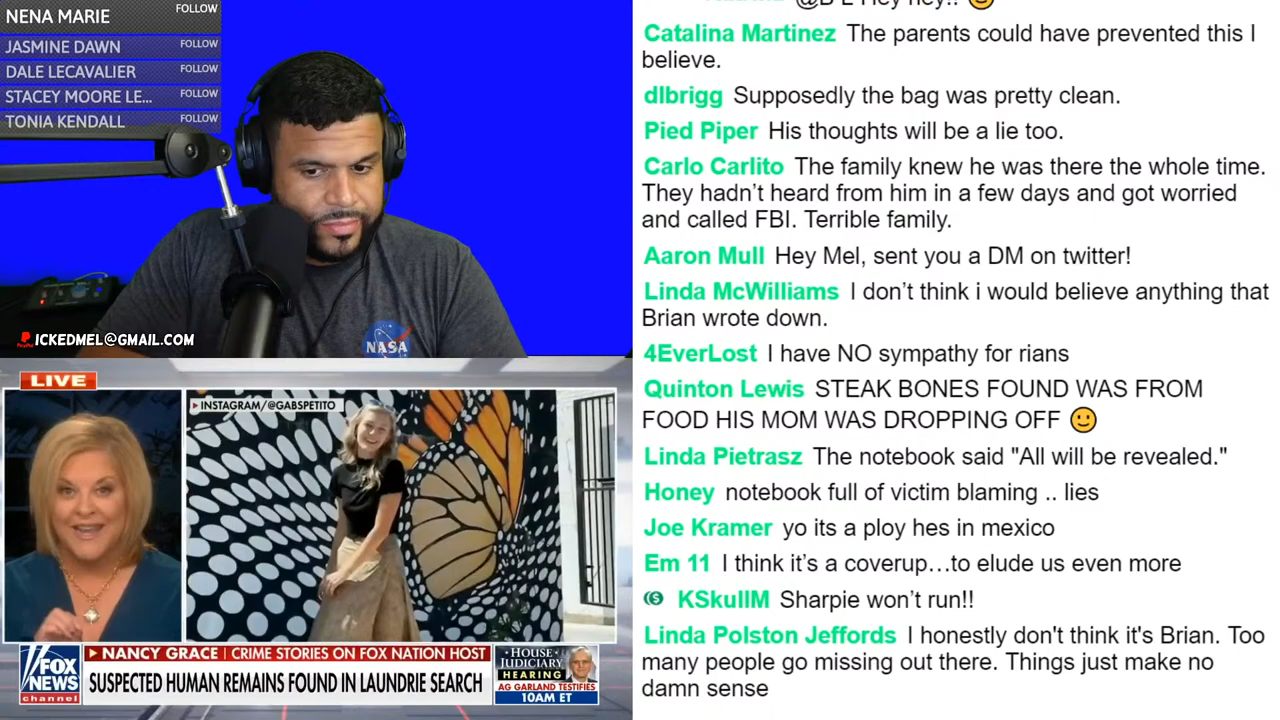 NENA MARIE FOLLOW
JASMINE DAWN FOLLOW
DALE LECAVALIER FOLLOW
STACEY MOORE LE... FOLLOW
TONIA KENDALL FOLLOW
ICKEDMEL@GMAIL.COM
NASA
LIVE
INSTAGRAM/@GABSPETITO
NANCY GRACE | CRIME STORIES ON FOX NATION HOST
SUSPECTED HUMAN REMAINS FOUND IN LAUNDRIE SEARCH
FOX
NEWS
channel
HOUSE
JUDICIARY
HEARING
AG GARLAND TESTIFIES
10AM ET
Catalina Martinez The parents could have prevented this I
believe.
dlbrigg Supposedly the bag was pretty clean.
Pied Piper His thoughts will be a lie too.
Carlo Carlito The family knew he was there the whole time.
They hadn’t heard from him in a few days and got worried
and called FBI. Terrible family.
Aaron Mull Hey Mel, sent you a DM on twitter!
Linda McWilliams I don’t think i would believe anything that
Brian wrote down.
4EverLost I have NO sympathy for rians
Quinton Lewis STEAK BONES FOUND WAS FROM
FOOD HIS MOM WAS DROPPING OFF 🙂
Linda Pietrasz The notebook said "All will be revealed."
Honey notebook full of victim blaming .. lies
Joe Kramer yo its a ploy hes in mexico
Em 11 I think it’s a coverup…to elude us even more
KSkullM Sharpie won’t run!!
Linda Polston Jeffords I honestly don't think it's Brian. Too
many people go missing out there. Things just make no
damn sense